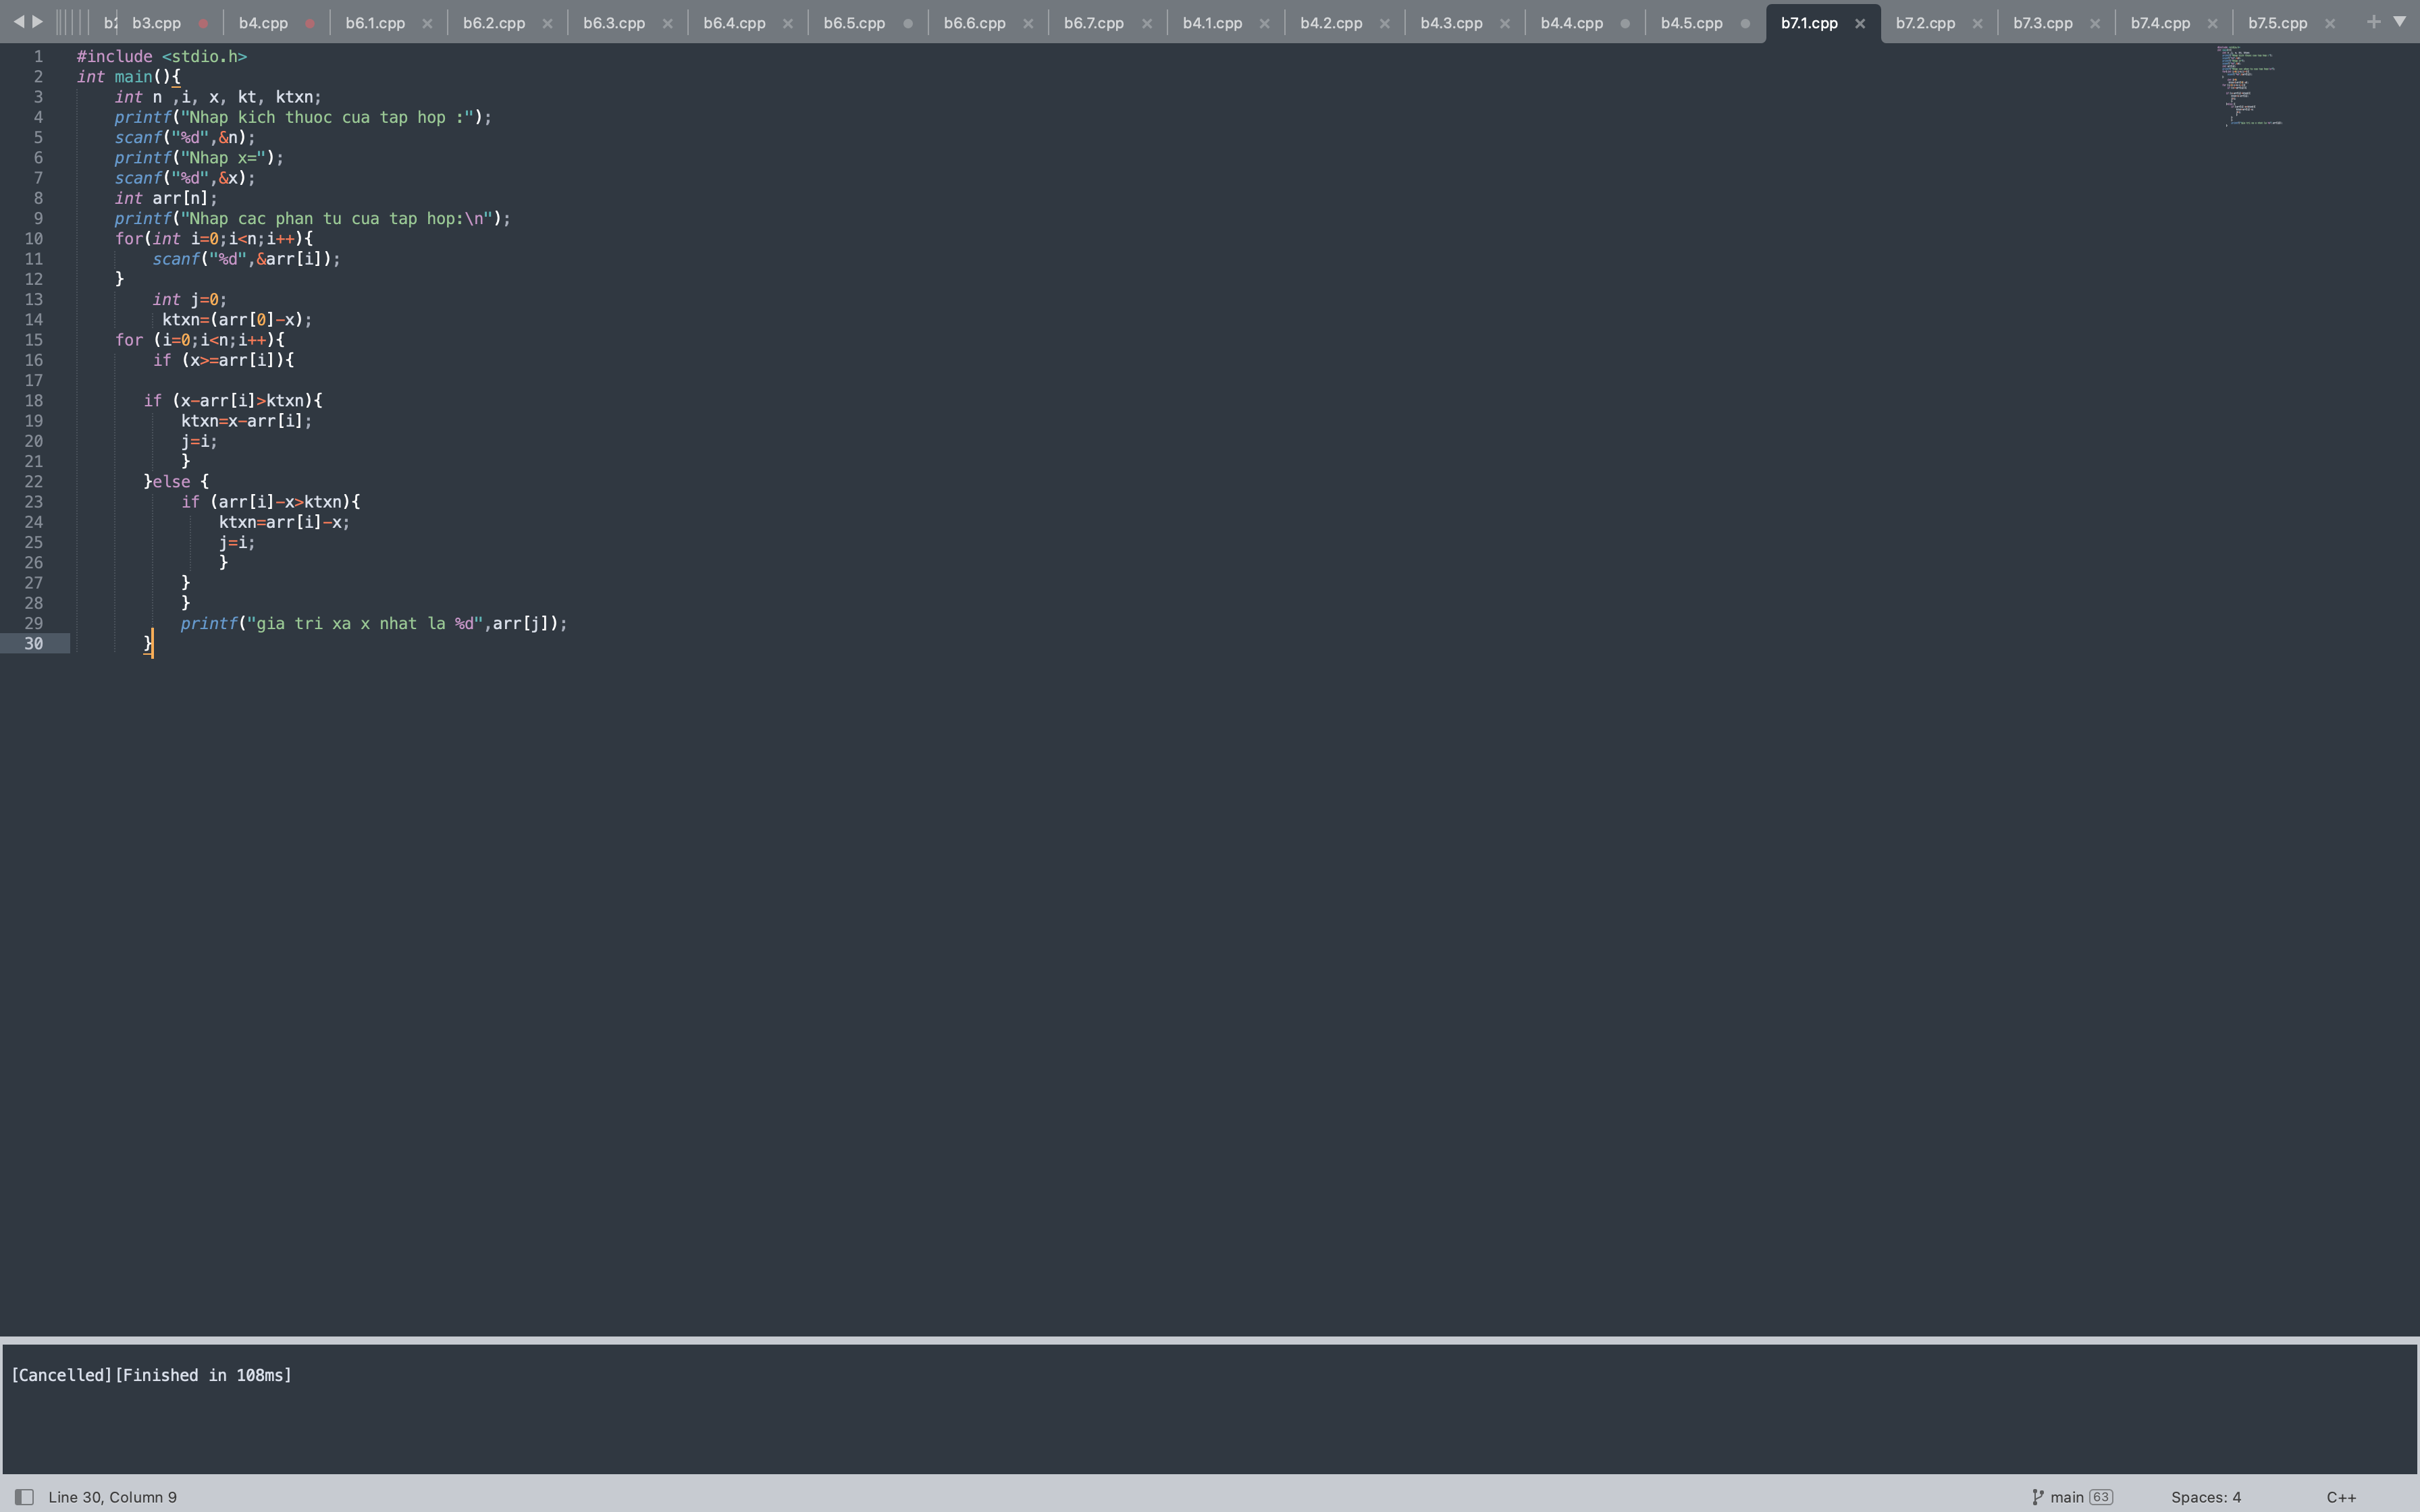 b3.cpp b4.cpp b6.1.cpp b6.2.cpp b6.3.cpp b6.4.cpp b6.5.cpp b6.6.cpp b6.7.cpp b4.1.cpp b4.2.cpp b4.3.cpp b4.4.cpp b4.5.cpp b7.1.cpp b7.2.cpp b7.3.cpp b7.4.cpp b7.5.cpp
1 #include <stdio.h>
2 int main(){
3     int n ,i, x, kt, ktxn;
4     printf("Nhap kich thuoc cua tap hop :");
5     scanf("%d",&n);
6     printf("Nhap x=");
7     scanf("%d",&x);
8     int arr[n];
9     printf("Nhap cac phan tu cua tap hop:\n");
10     for(int i=0;i<n;i++){
11         scanf("%d",&arr[i]);
12     }
13         int j=0;
14          ktxn=(arr[0]-x);
15     for (i=0;i<n;i++){
16         if (x>=arr[i]){
17
18        if (x-arr[i]>ktxn){
19            ktxn=x-arr[i];
20            j=i;
21            }
22        }else {
23            if (arr[i]-x>ktxn){
24                ktxn=arr[i]-x;
25                j=i;
26                }
27            }
28            }
29            printf("gia tri xa x nhat la %d",arr[j]);
30        }
[Cancelled][Finished in 108ms]
Line 30, Column 9 main 63 Spaces: 4 C++